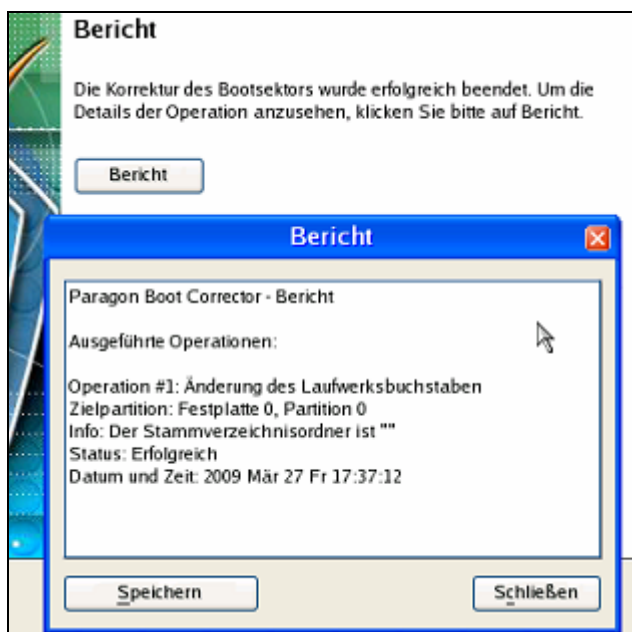 Bericht
Die Korrektur des Bootsektors wurde erfolgreich beendet. Um die
Details der Operation anzusehen, klicken Sie bitte auf Bericht.
Bericht
Bericht
Paragon Boot Corrector - Bericht
Ausgeführte Operationen:
Operation #1: Änderung des Laufwerksbuchstaben
Zielpartition: Festplatte 0, Partition 0
Info: Der Stammverzeichnisordner ist ""
Status: Erfolgreich
Datum und Zeit: 2009 Mär 27 Fr 17:37:12
Speichern
Schließen